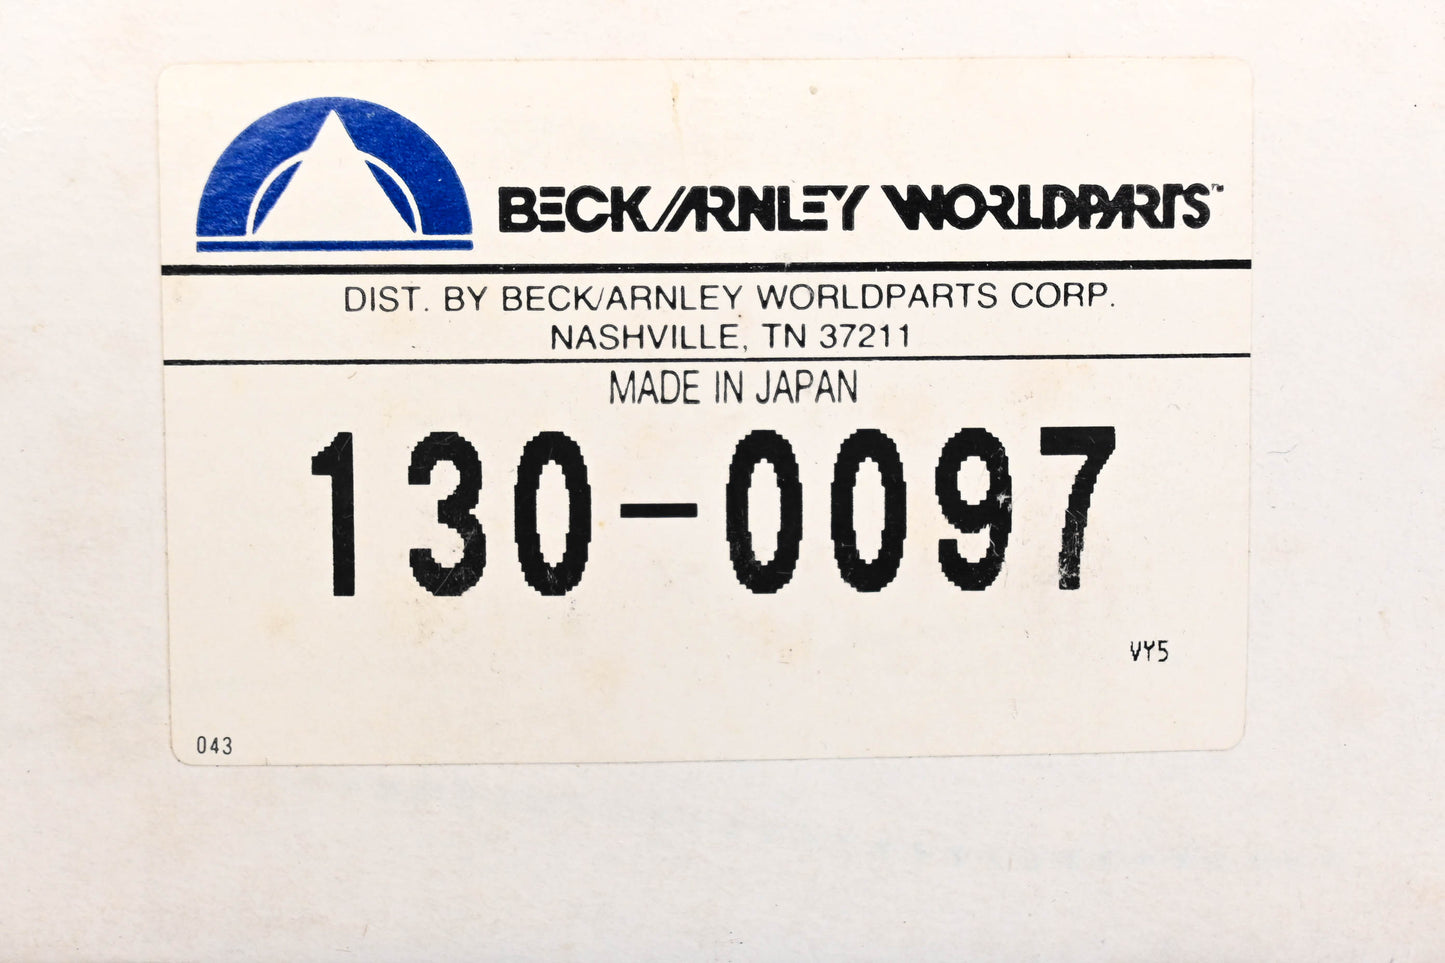 BECK/ARNLEY WORLDPARTS™
DIST. BY BECK/ARNLEY WORLDPARTS CORP.
NASHVILLE, TN 37211
MADE IN JAPAN
130-0097
VY5
043